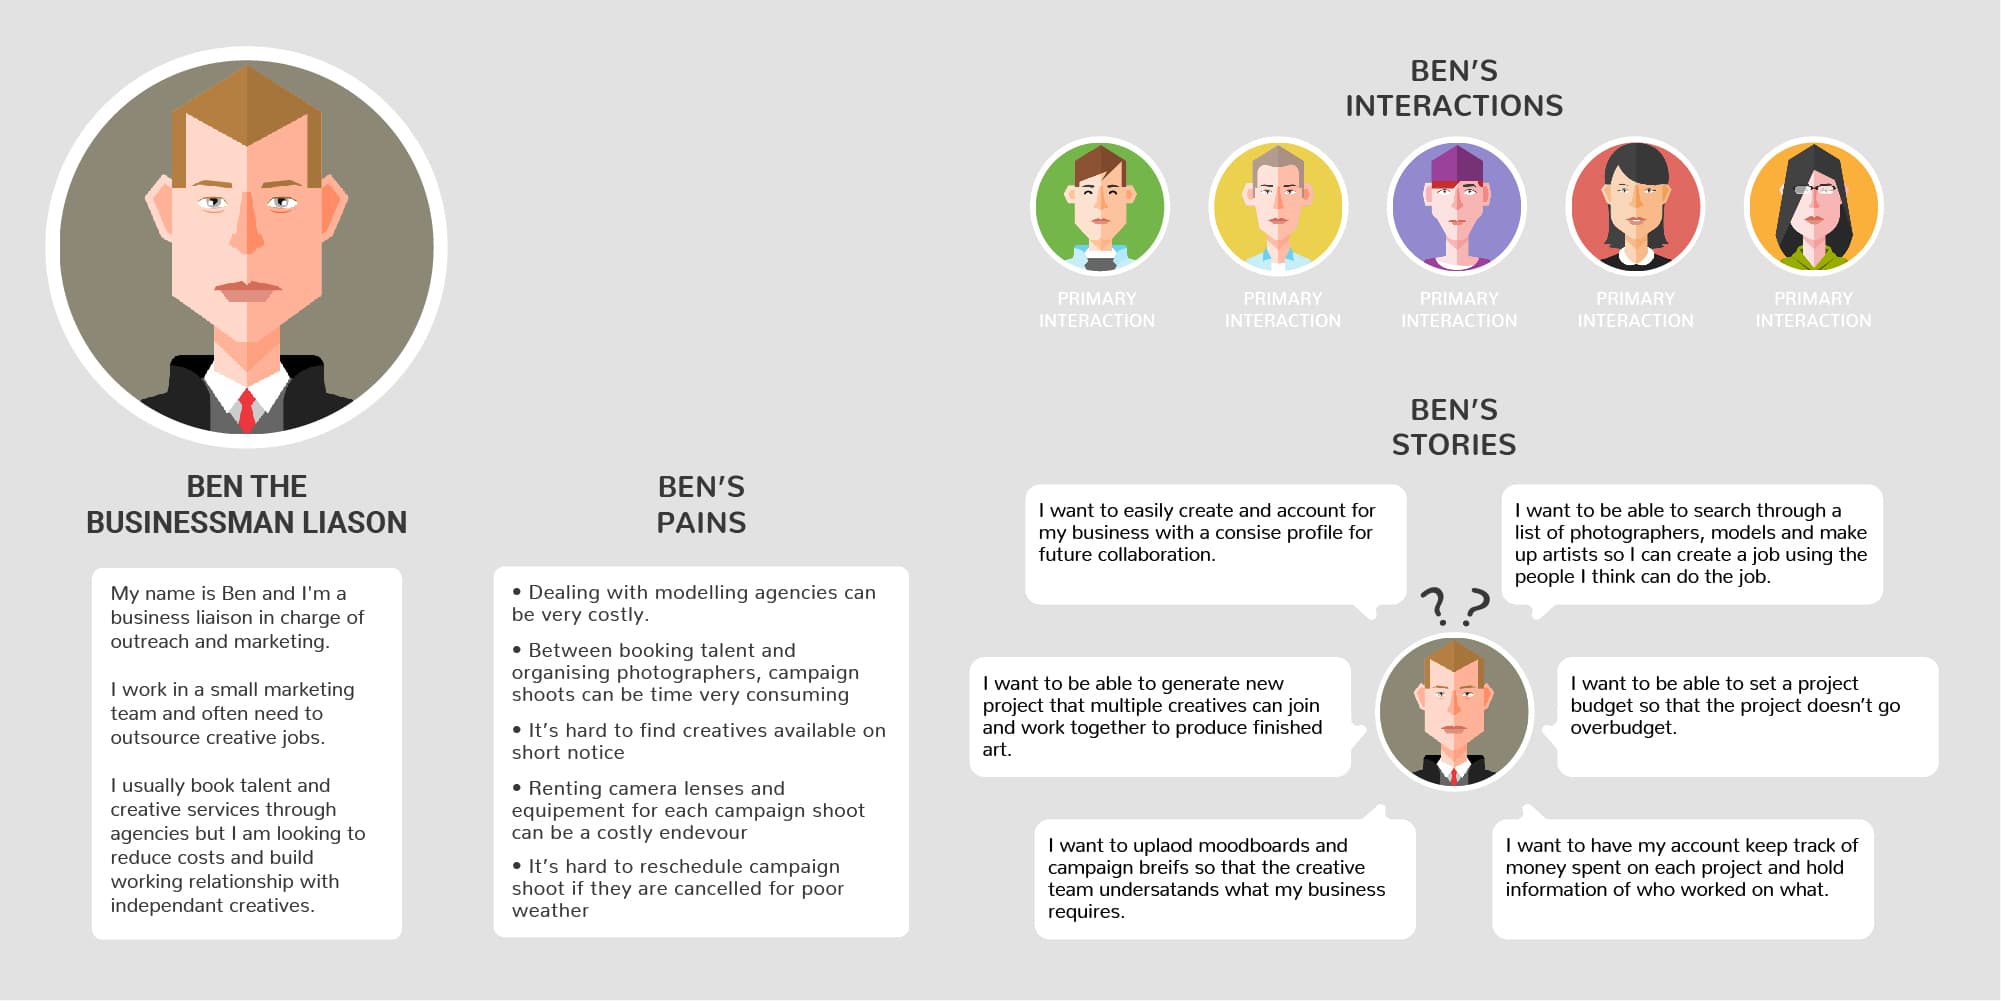 BEN THE
BUSINESSMAN LIASON
My name is Ben and I'm a
business liaison in charge of
outreach and marketing.
I work in a small marketing
team and often need to
outsource creative jobs.
I usually book talent and
creative services through
agencies but I am looking to
reduce costs and build
working relationship with
independant creatives.
BEN’S
PAINS
• Dealing with modelling agencies can
be very costly.
• Between booking talent and
organising photographers, campaign
shoots can be time very consuming
• It’s hard to find creatives available on
short notice
• Renting camera lenses and
equipement for each campaign shoot
can be a costly endevour
• It’s hard to reschedule campaign
shoot if they are cancelled for poor
weather
BEN’S
INTERACTIONS
PRIMARY
INTERACTION
PRIMARY
INTERACTION
PRIMARY
INTERACTION
PRIMARY
INTERACTION
PRIMARY
INTERACTION
BEN’S
STORIES
I want to easily create and account for
my business with a consise profile for
future collaboration.
I want to be able to search through a
list of photographers, models and make
up artists so I can create a job using the
people I think can do the job.
? ?
I want to be able to generate new
project that multiple creatives can join
and work together to produce finished
art.
I want to be able to set a project
budget so that the project doesn’t go
overbudget.
I want to uplaod moodboards and
campaign breifs so that the creative
team undersatands what my business
requires.
I want to have my account keep track of
money spent on each project and hold
information of who worked on what.